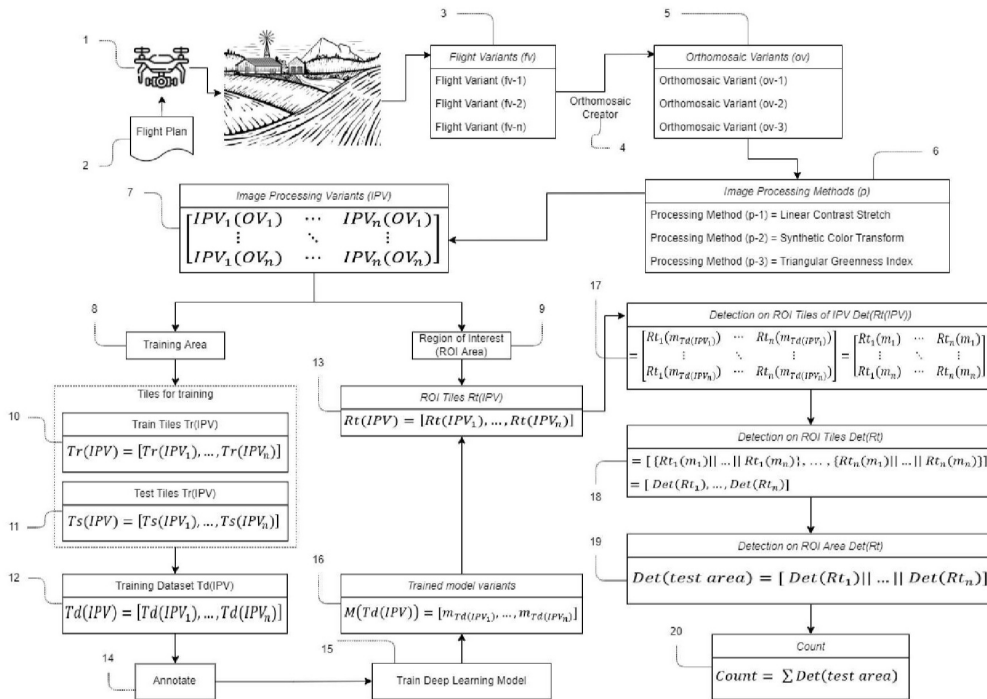 1
2
Flight Plan
3
Flight Variants (fv)
Flight Variant (fv-1)
Flight Variant (fv-2)
Flight Variant (fv-n)
Orthomosaic
Creator
4
5
Orthomosaic Variants (ov)
Orthomosaic Variant (ov-1)
Orthomosaic Variant (ov-2)
Orthomosaic Variant (ov-3)
6
Image Processing Methods (p)
Processing Method (p-1) = Linear Contrast Stretch
Processing Method (p-2) = Synthetic Color Transform
Processing Method (p-3) = Triangular Greenness Index
7
Image Processing Variants (IPV)
[IPV₁(OV₁) ⋯ IPVₙ(OV₁)
⋮ ⋱ ⋮
IPV₁(OVₙ) ⋯ IPVₙ(OVₙ)]
8
Training Area
9
Region of Interest
(ROI Area)
Tiles for training
10
Train Tiles Tr(IPV)
Tr(IPV) = [Tr(IPV₁), ..., Tr(IPVₙ)]
11
Test Tiles Tr(IPV)
Ts(IPV) = [Ts(IPV₁), ..., Ts(IPVₙ)]
12
Training Dataset Td(IPV)
Td(IPV) = [Td(IPV₁), ..., Td(IPVₙ)]
14
Annotate
15
Train Deep Learning Model
16
Trained model variants
M(Td(IPV)) = [m_Td(IPV₁), ..., m_Td(IPVₙ)]
13
ROI Tiles Rt(IPV)
Rt(IPV) = [Rt(IPV₁), ..., Rt(IPVₙ)]
17
Detection on ROI Tiles of IPV Det(Rt(IPV))
= [Rt₁(m_Td(IPV₁)) ⋯ Rtₙ(m_Td(IPV₁)) = [Rt₁(m₁) ⋯ Rtₙ(m₁)
⋮ ⋱ ⋮ ⋮ ⋱ ⋮
Rt₁(m_Td(IPVₙ)) ⋯ Rtₙ(m_Td(IPVₙ))] Rt₁(mₙ) ⋯ Rtₙ(mₙ)]
18
Detection on ROI Tiles Det(Rt)
= [ {Rt₁(m₁)|| ... || Rt₁(mₙ)}, ... , {Rtₙ(m₁)|| ... || Rtₙ(mₙ)}]
= [ Det(Rt₁), ..., Det(Rtₙ)]
19
Detection on ROI Area Det(Rt)
Det(test area) = [ Det(Rt₁)|| ... || Det(Rtₙ)]
20
Count
Count = ∑ Det(test area)